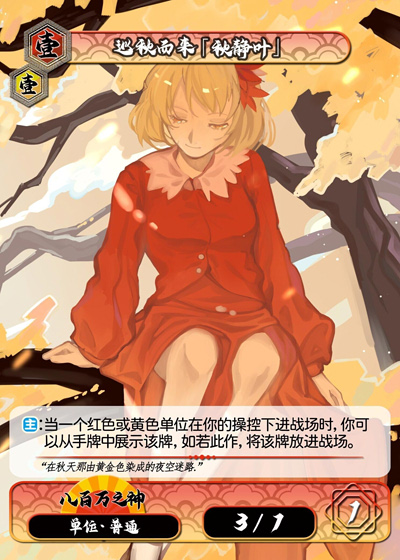 壹
巡秋而来「秋静叶」
壹
主:当一个红色或黄色单位在你的操控下进战场时,你可
以从手牌中展示该牌,如若此作,将该牌放进战场。
“在秋天那由黄金色染成的夜空迷路.”
八百万之神
单位·普通
3/1
1